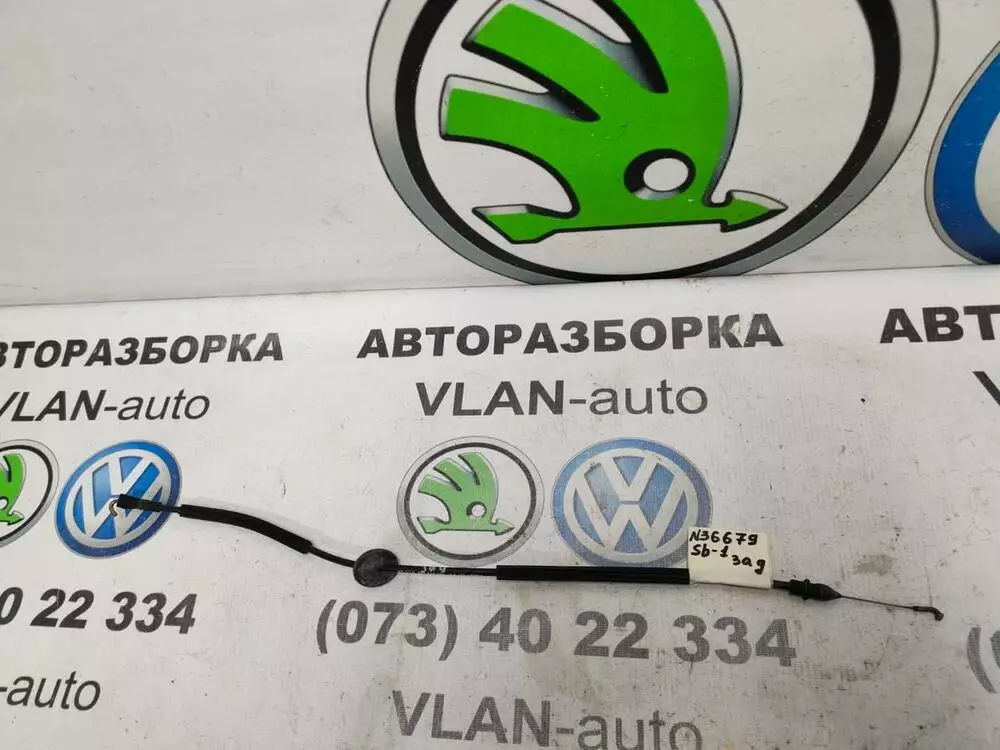 ВТОРАЗБОРКА
АВТОРАЗБОРКА
АВТ
VLAN-auto
VLAN-auto
N36679
Sb-1
зад
0 22 334
(073) 40 22 334
-auto
VLAN-auto